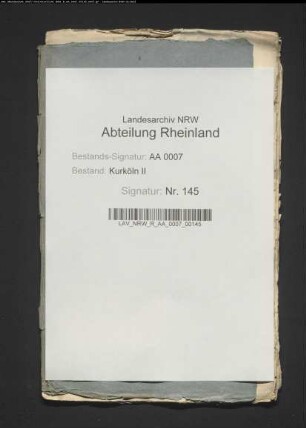 Landesarchiv NRW
Abteilung Rheinland
Bestands-Signatur: AA 0007
Bestand: Kurköln II
Signatur: Nr. 145
LAV_NRW_R_AA_0007_00145